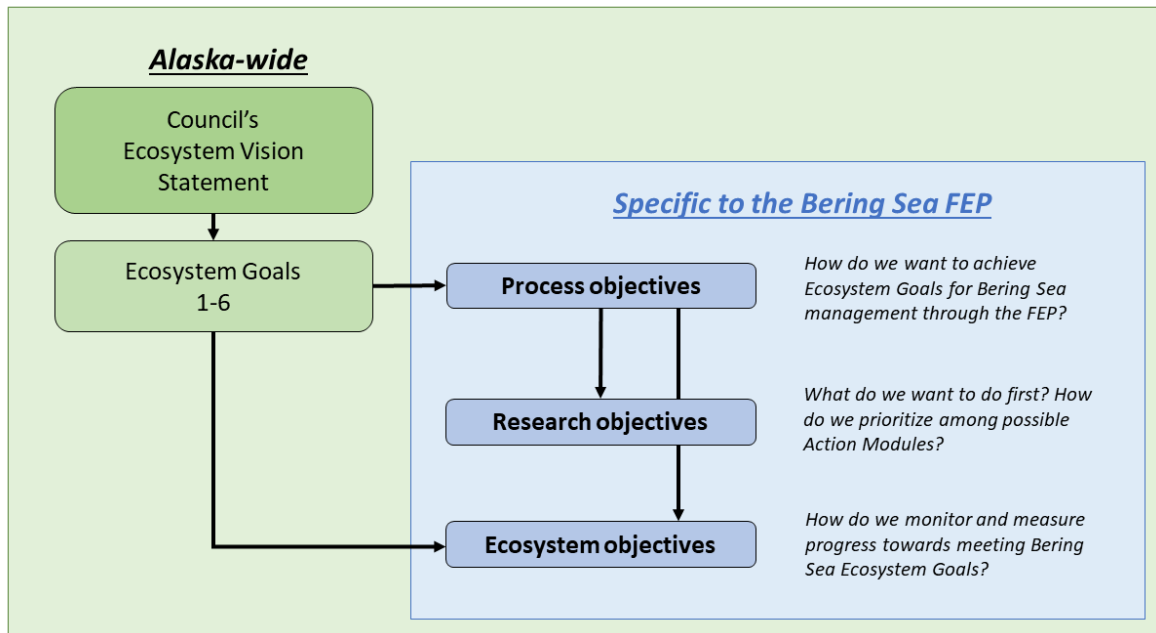 Alaska-wide
Council's
Ecosystem Vision
Statement
Ecosystem Goals
1-6
Specific to the Bering Sea FEP
Process objectives
How do we want to achieve
Ecosystem Goals for Bering Sea
management through the FEP?
Research objectives
What do we want to do first? How
do we prioritize among possible
Action Modules?
Ecosystem objectives
How do we monitor and measure
progress towards meeting Bering
Sea Ecosystem Goals?